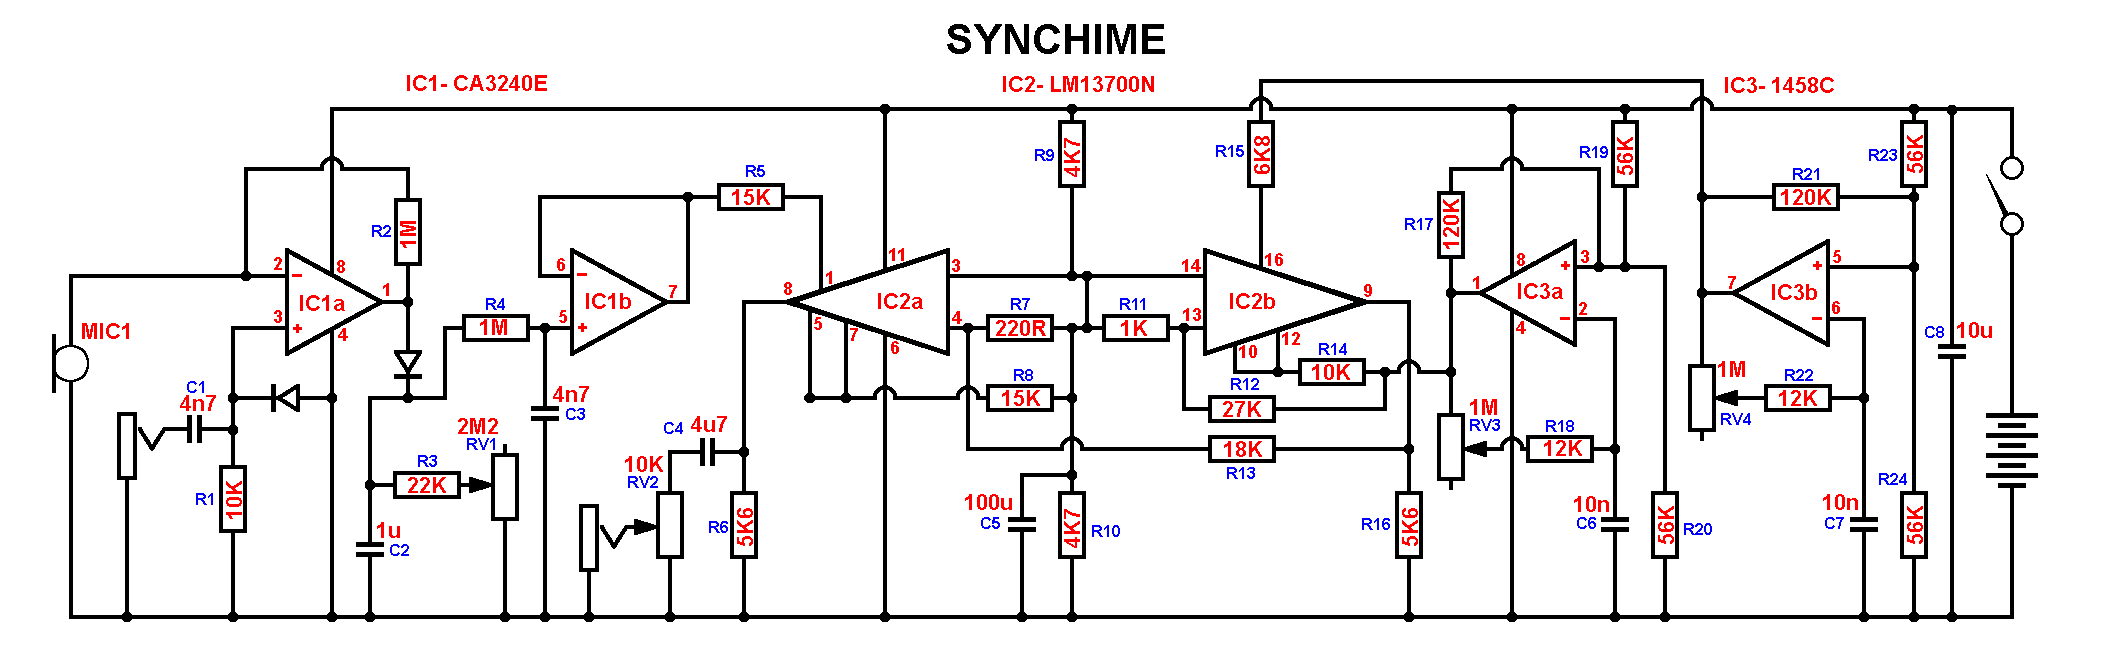 SYNCHIME
IC1- CA3240E
IC2- LM13700N
IC3- 1458C
MIC1
C1
4n7
R1
10K
2
−
3
+
8
IC1a
1
4
R2
1M
1u
C2
R3
22K
2M2
RV1
R4
1M
4n7
C3
6
−
5
+
IC1b
7
R5
15K
10K
RV2
C4
4u7
R6
5K6
8
1
11
IC2a
3
4
5
7
6
R9
4K7
R7
220R
R8
15K
100u
C5
4K7
R10
R11
1K
R15
6K8
14
13
16
IC2b
9
10
12
R14
10K
R12
27K
18K
R13
R16
5K6
R17
120K
1
8
IC3a
4
+
3
−
2
R19
56K
1M
RV3
R18
12K
10n
C6
56K
R20
R21
120K
R23
56K
7
IC3b
+
5
−
6
1M
RV4
R22
12K
10n
C7
R24
56K
C8
10u